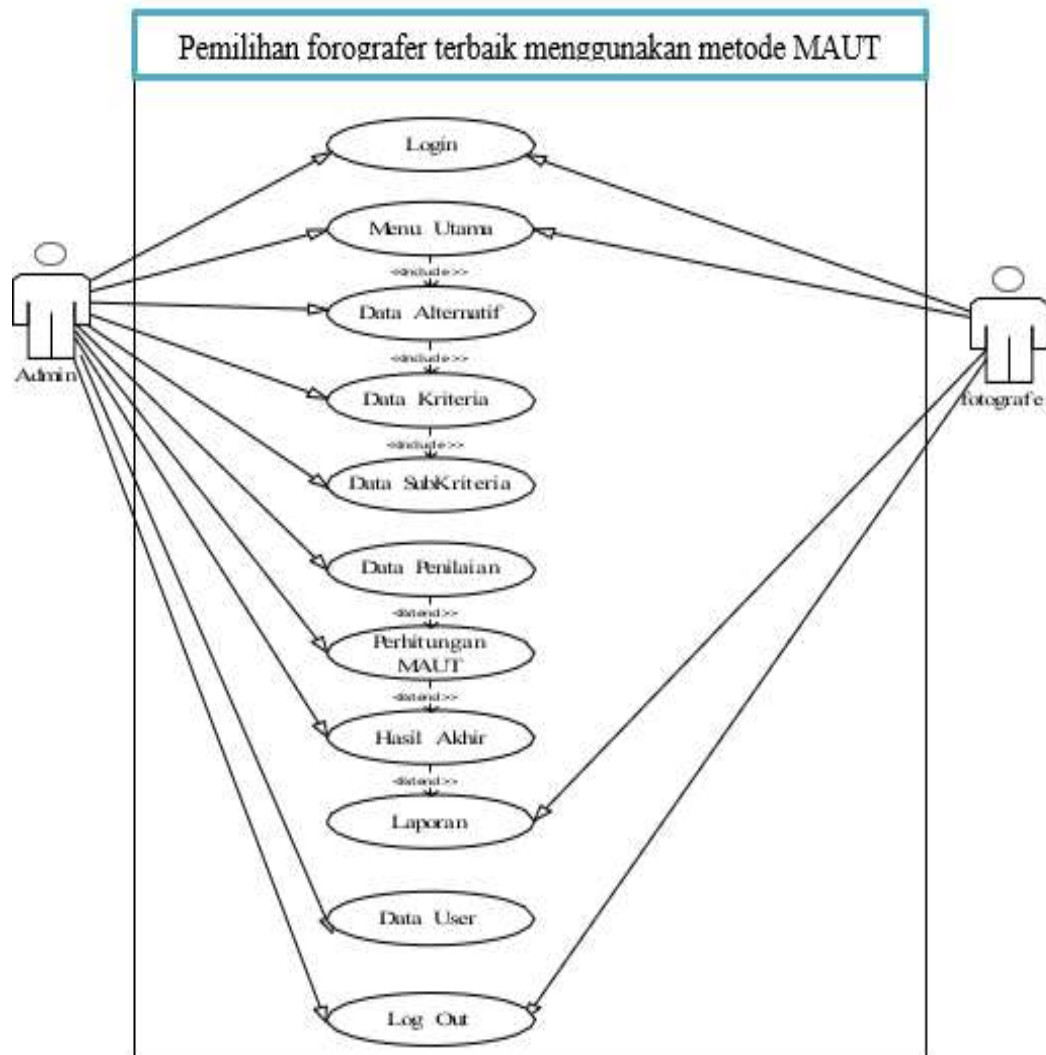 Pemilihan forografer terbaik menggunakan metode MAUT
Login
Menu Utama
<<Include>>
Data Alternatif
<<Include>>
Data Kriteria
<<Include>>
Data SubKriteria
Data Penilaian
<<Extend>>
Perhitungan
MAUT
<<Extend>>
Hasil Akhir
<<Extend>>
Laporan
Data User
Log Out
Admin
fotografe